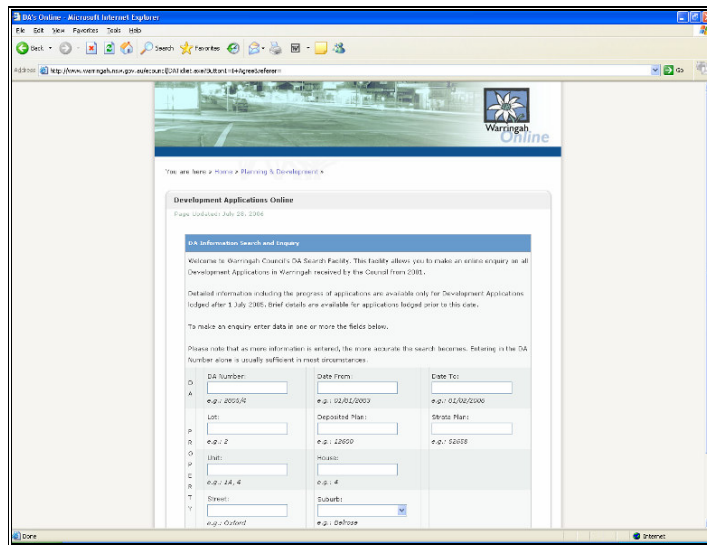 DA's Online - Microsoft Internet Explorer
File Edit View Favorites Tools Help
Back Search Favorites
Address Go
Warringah
Online
You are here > Home > Planning & Development >
Development Applications Online
Page Updated: July 28, 2006
DA Information Search and Enquiry
Welcome to Warringah Council's DA Search Facility. This facility allows you to make an online enquiry on all
Development Applications in Warringah received by the Council from 2001.
Detailed information including the progress of applications are available only for Development Applications
lodged after 1 July 2005. Brief details are available for applications lodged prior to this date.
To make an enquiry enter data in one or more the fields below.
Please note that as more information is entered, the more accurate the search becomes. Entering in the DA
Number alone is usually sufficient in most circumstances.
DA
DA Number: Date From: Date To:
e.g.: 2005/4 e.g.: 01/01/2005 e.g.: 01/02/2006
PROPERTY
Lot: Deposited Plan: Strata Plan:
e.g.: 2 e.g.: 12600 e.g.: 52658
Unit: House:
e.g.: 1A, 4 e.g.: 4
Street: Suburb:
e.g.: Oxford e.g.: Belrose
Done Internet